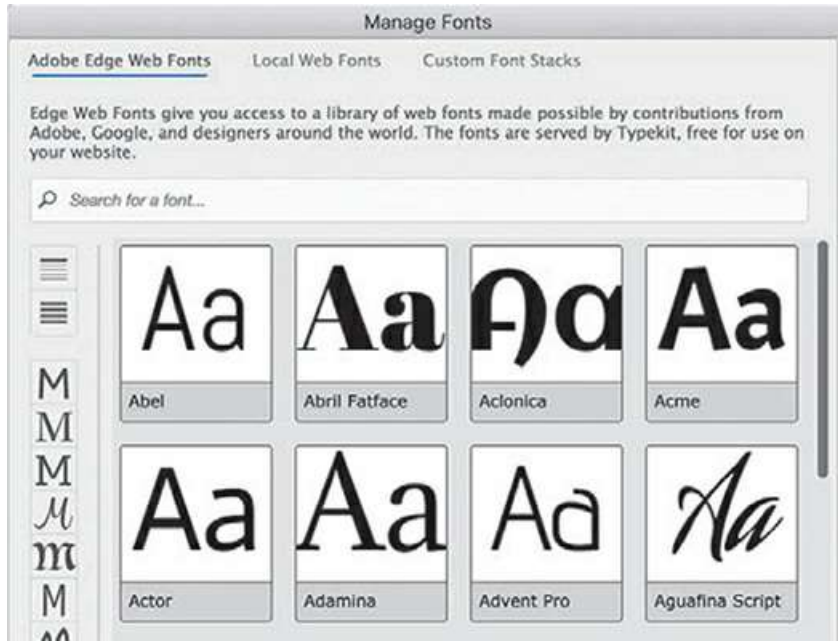 Manage Fonts
Adobe Edge Web Fonts Local Web Fonts Custom Font Stacks
Edge Web Fonts give you access to a library of web fonts made possible by contributions from
Adobe, Google, and designers around the world. The fonts are served by Typekit, free for use on
your website.
Search for a font...
Aa Aa Aa Aa
Abel Abril Fatface Aclonica Acme
M
M
M
Aa Aa Aa Aa
M
M
Actor Adamina Advent Pro Aguafina Script
M